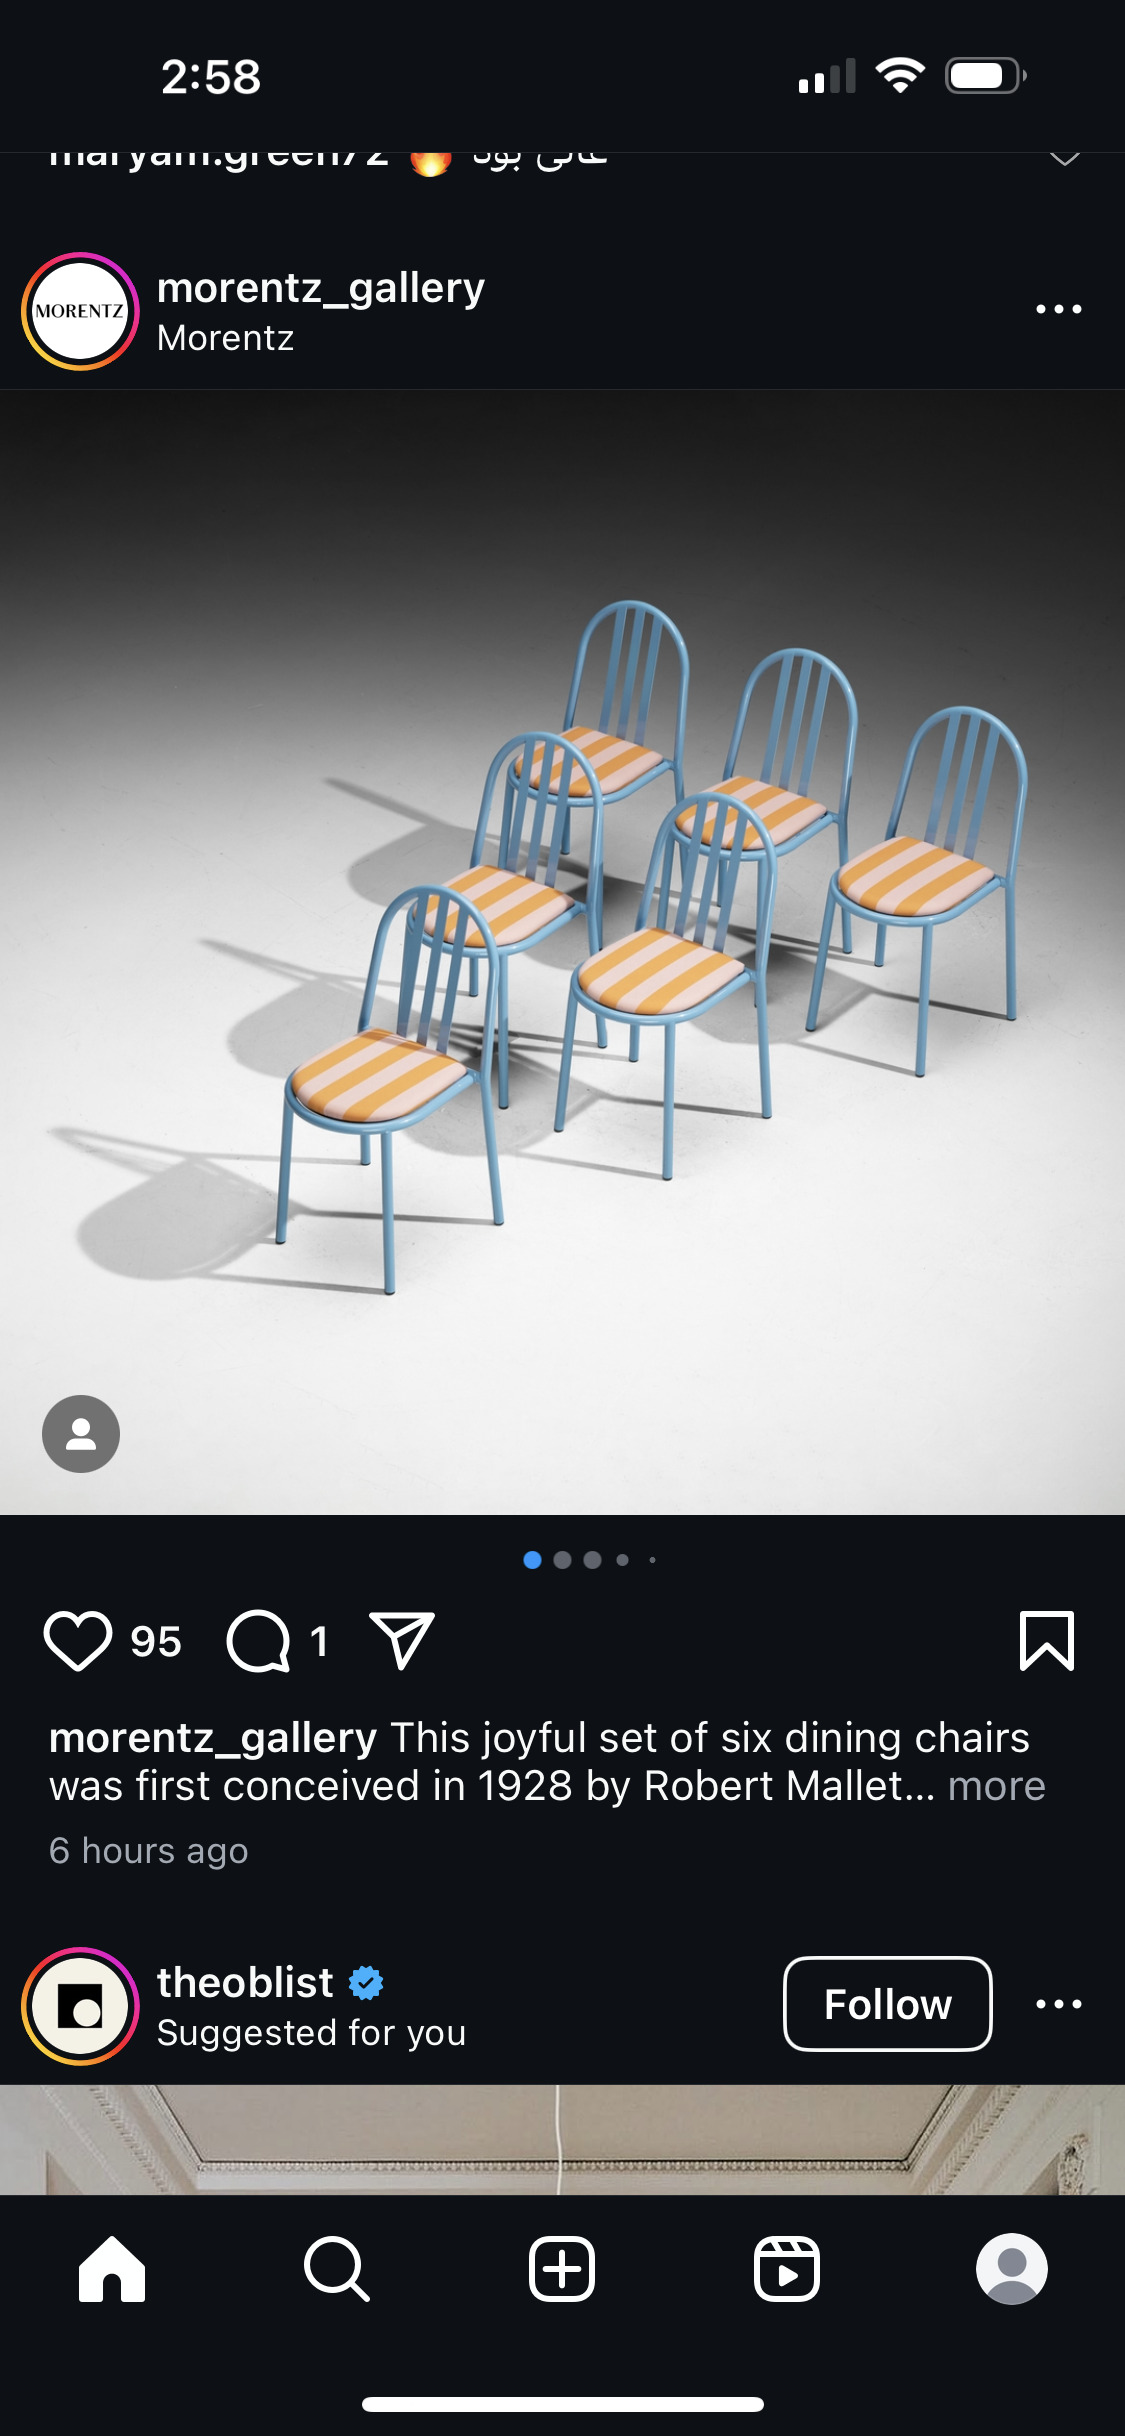 2:58
maryam.green72 🔥 عالی بود
MORENTZ
morentz_gallery
Morentz
95
1
morentz_gallery This joyful set of six dining chairs
was first conceived in 1928 by Robert Mallet... more
6 hours ago
theoblist
Suggested for you
Follow